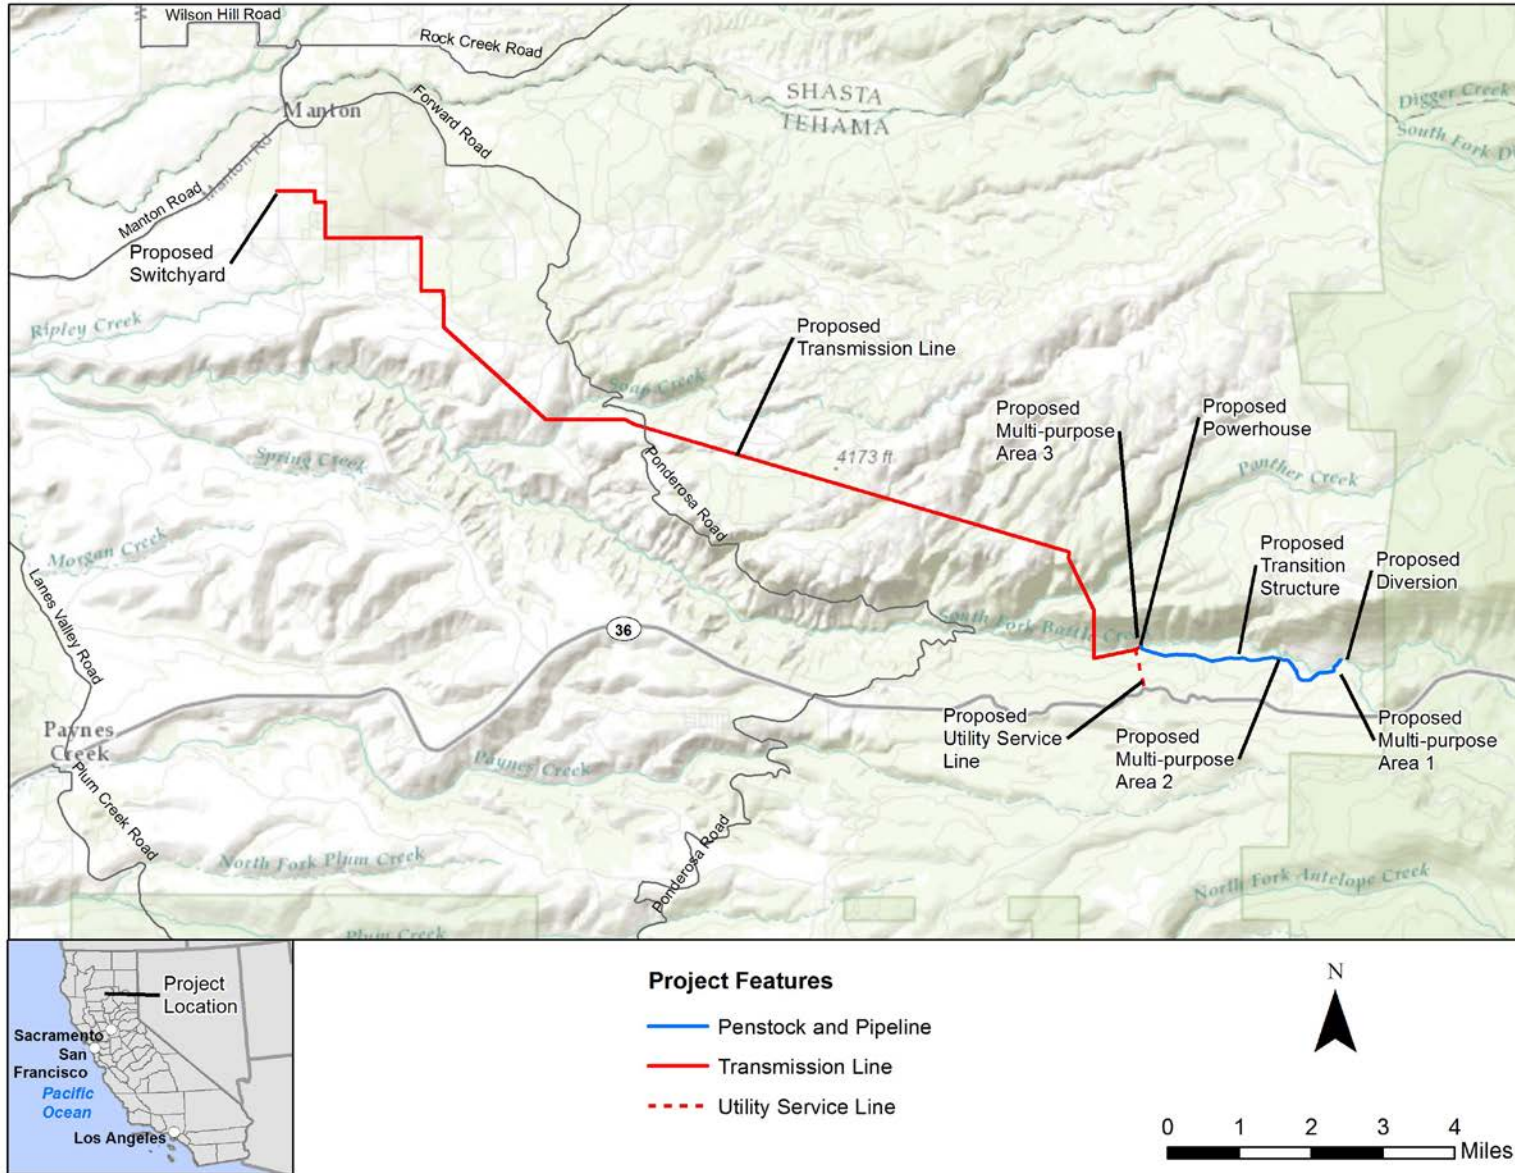 Wilson Hill Road
Rock Creek Road
SHASTA
TEHAMA
Digger Creek
South Fork D
Manton
Forward Road
Manton Rd
Manton Road
Proposed
Switchyard
Ripley Creek
Proposed
Transmission Line
Soap Creek
Proposed
Multi-purpose
Area 3
Proposed
Powerhouse
4173 ft
Spring Creek
Ponderosa Road
Panther Creek
Morgan Creek
Lanes Valley Road
Proposed
Transition
Structure
Proposed
Diversion
South Fork Battle Creek
36
Proposed
Utility Service
Line
Proposed
Multi-purpose
Area 2
Proposed
Multi-purpose
Area 1
Paynes
Creek
Paynes Creek
Plum Creek Road
North Fork Plum Creek
Ponderosa Road
North Fork Antelope Creek
Plum Creek
Project
Location
Sacramento
San
Francisco
Pacific
Ocean
Los Angeles
Project Features
Penstock and Pipeline
Transmission Line
Utility Service Line
N
0 1 2 3 4
Miles